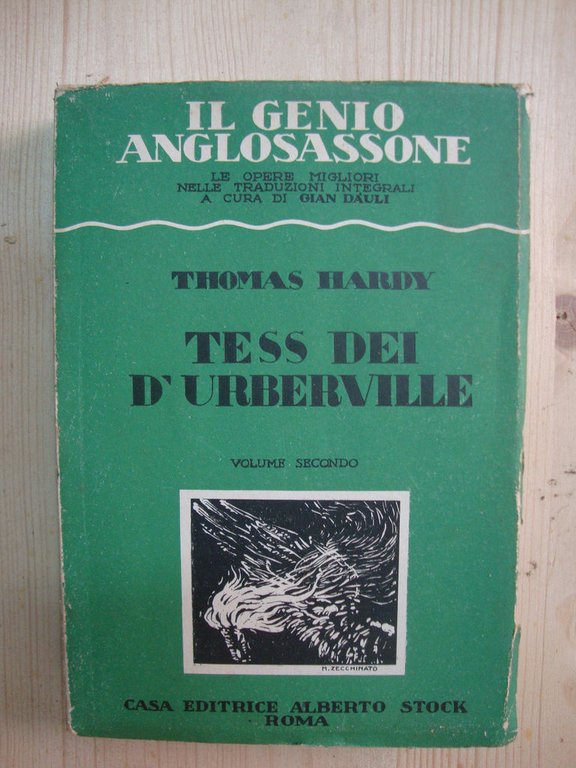 IL GENIO
ANGLOSASSONE
LE OPERE MIGLIORI
NELLE TRADUZIONI INTEGRALI
A CURA DI GIAN DÀULI
THOMAS HARDY
TESS DEI
D'URBERVILLE
VOLUME SECONDO
M. ZECCHINATO
CASA EDITRICE ALBERTO STOCK
ROMA